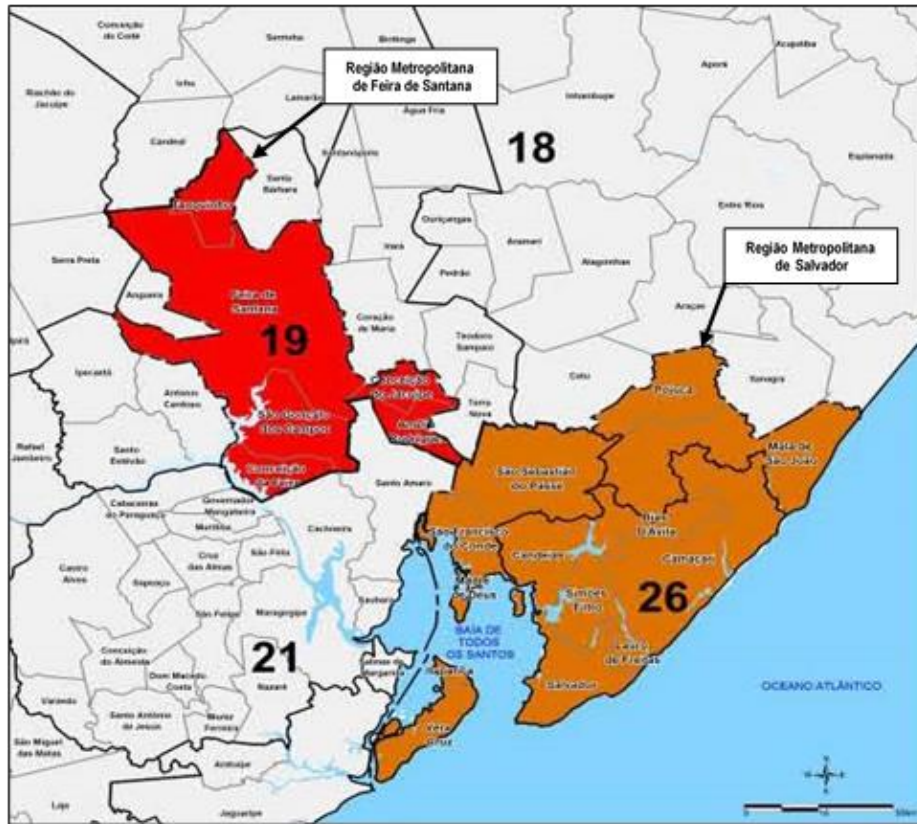 Conceição
do Coité
Serrinha
Biritinga
Riachão do
Jacuípe
Ichu
Lamarão
Água Fria
Candeal
Região Metropolitana
de Feira de Santana
Santa
Bárbara
Tanquinho
18
Inhambupe
Aporá
Acajutiba
Esplanada
Entre Rios
Ouriçangas
Aramari
Alagoinhas
Pedrão
Irará
Região Metropolitana
de Salvador
Serra Preta
Anguera
Feira de
Santana
19
Coração
de Maria
Teodoro
Sampaio
Araças
Catu
Itanagra
Pojuca
Ipecaetá
Antonio
Cardoso
Santo
Estevão
Rafael
Jambeiro
São Gonçalo
dos Campos
Conceição
da Feira
Conceição
do Jacuípe
Amélia
Rodrigues
Terra
Nova
Santo Amaro
São Sebastião
do Passé
Mata de
São João
Dias
D'Ávila
Camaçari
26
São Francisco
do Conde
Candeias
Madre
de Deus
Simões
Filho
Lauro
de Freitas
Salvador
BAÍA DE
TODOS
OS SANTOS
Itaparica
Vera
Cruz
OCEANO ATLÂNTICO
Cabaceiras
do Paraguaçu
Governador
Mangabeira
Muritiba
Cachoeira
Castro
Alves
Sapeaçu
Cruz
das Almas
São Félix
Saubara
São Felipe
Maragogipe
21
Conceição
do Almeida
Dom Macedo
Costa
Nazaré
Salinas da
Margarida
Varzedo
Santo Antônio
de Jesus
Muniz
Ferreira
São Miguel
das Matas
Aratuípe
Laje
Jaguaripe
N
W
E
S
0